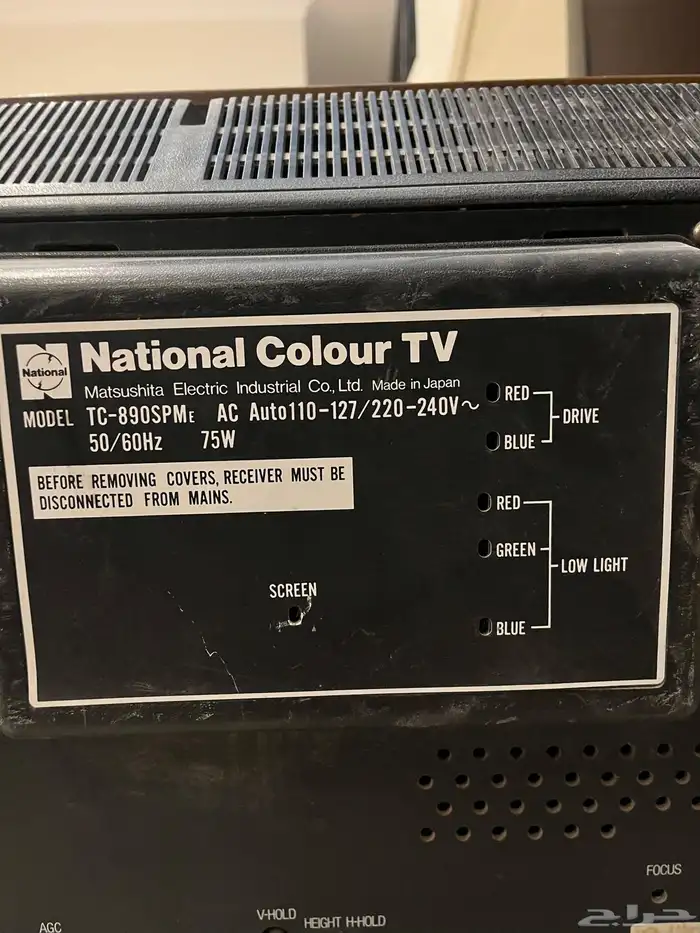 National
National Colour TV
Matsushita Electric Industrial Co., Ltd. Made in Japan
MODEL TC-890SPME AC Auto110-127/220-240V~
50/60Hz 75W
BEFORE REMOVING COVERS, RECEIVER MUST BE
DISCONNECTED FROM MAINS.
RED
BLUE
DRIVE
RED
GREEN
BLUE
LOW LIGHT
SCREEN
FOCUS
AGC
V-HOLD
HEIGHT
H-HOLD
حراج